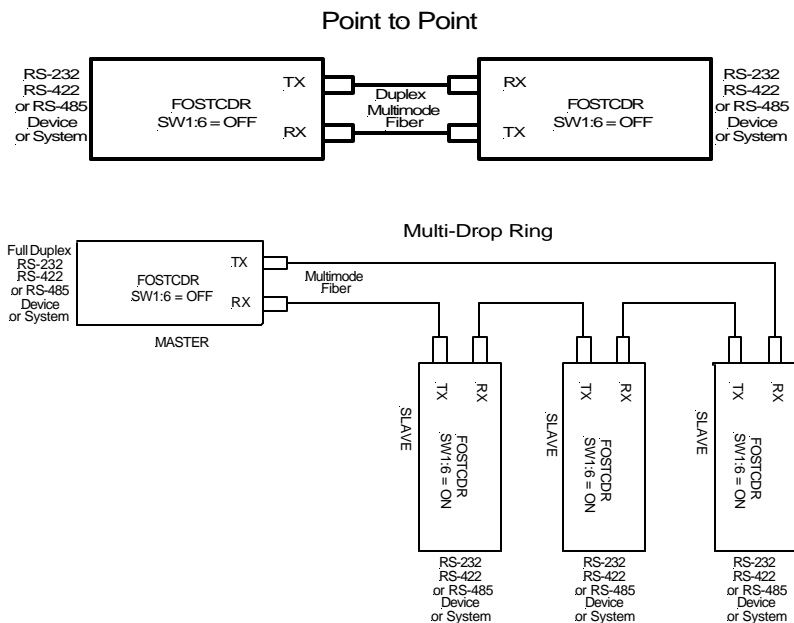 Point to Point
RS-232
RS-422
or RS-485
Device
or System
FOSTCDR
SW1:6 = OFF
TX
RX
Duplex
Multimode
Fiber
RX
TX
FOSTCDR
SW1:6 = OFF
RS-232
RS-422
or RS-485
Device
or System
Multi-Drop Ring
Full Duplex
RS-232
RS-422
or RS-485
Device
or System
FOSTCDR
SW1:6 = OFF
TX
RX
MASTER
Multimode
Fiber
SLAVE
TX
RX
FOSTCDR
SW1:6 = ON
RS-232
RS-422
or RS-485
Device
or System
SLAVE
TX
RX
FOSTCDR
SW1:6 = ON
RS-232
RS-422
or RS-485
Device
or System
SLAVE
TX
RX
FOSTCDR
SW1:6 = ON
RS-232
RS-422
or RS-485
Device
or System